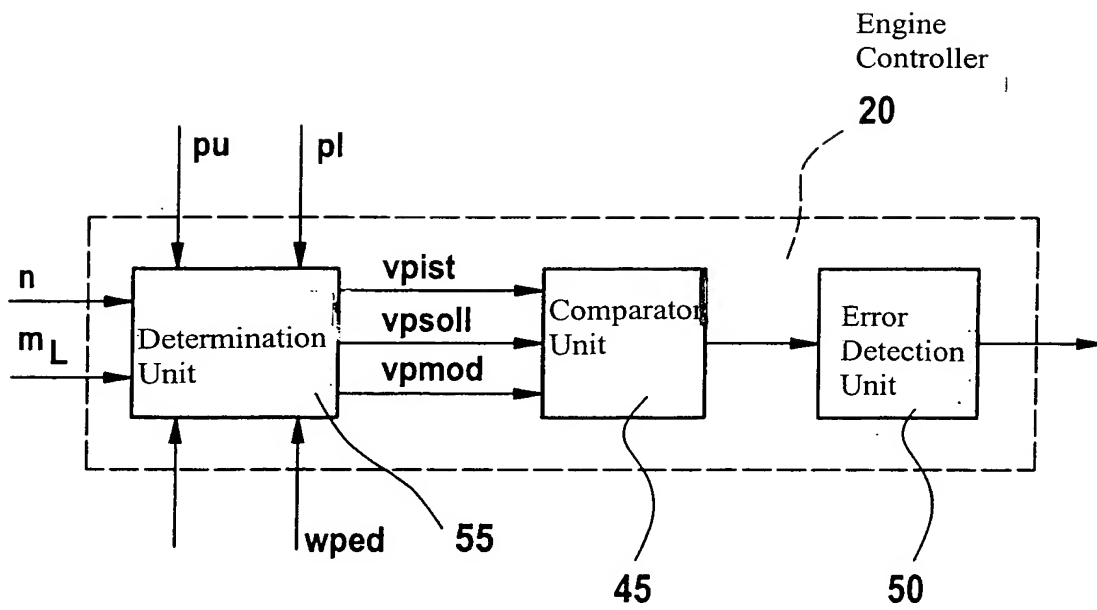 Engine
Controller
20
pu
pl
n
mL
vpist
vpsoll
vpmod
Determination
Unit
Comparator
Unit
Error
Detection
Unit
wped
55
45
50